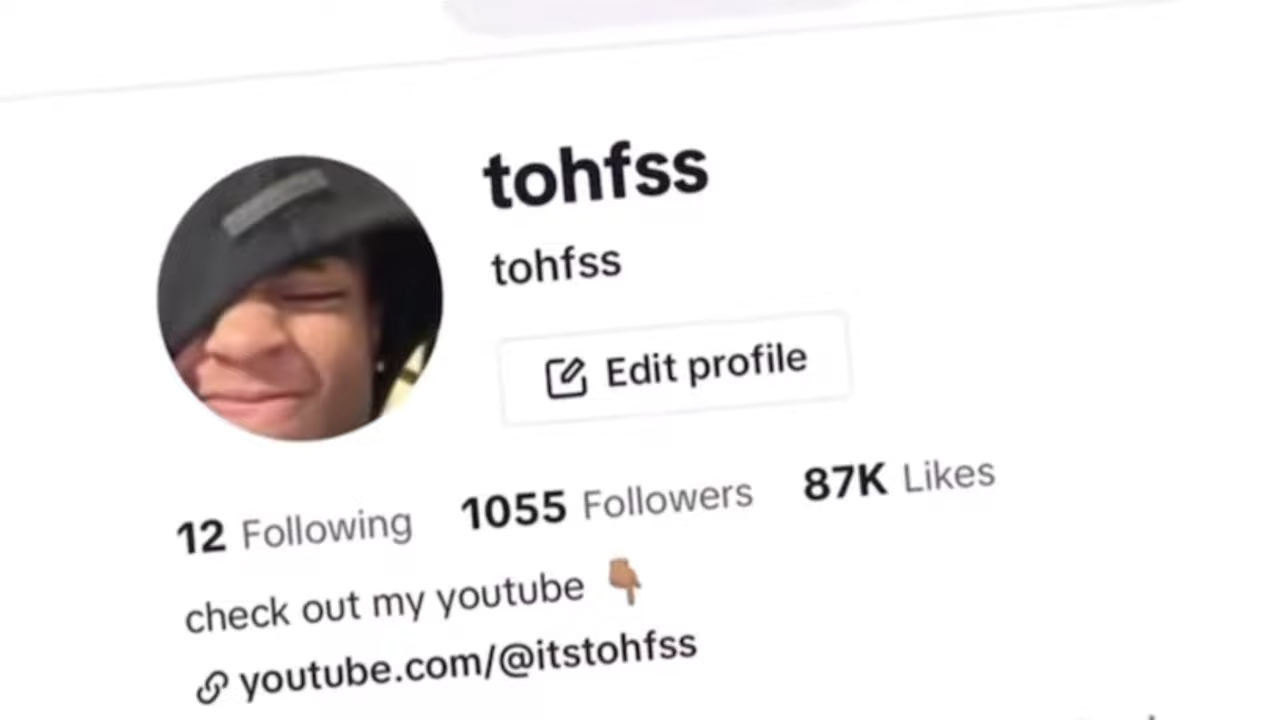 tohfss
tohfss
Edit profile
12 Following 1055 Followers 87K Likes
check out my youtube 👇🏽
youtube.com/@itstohfss